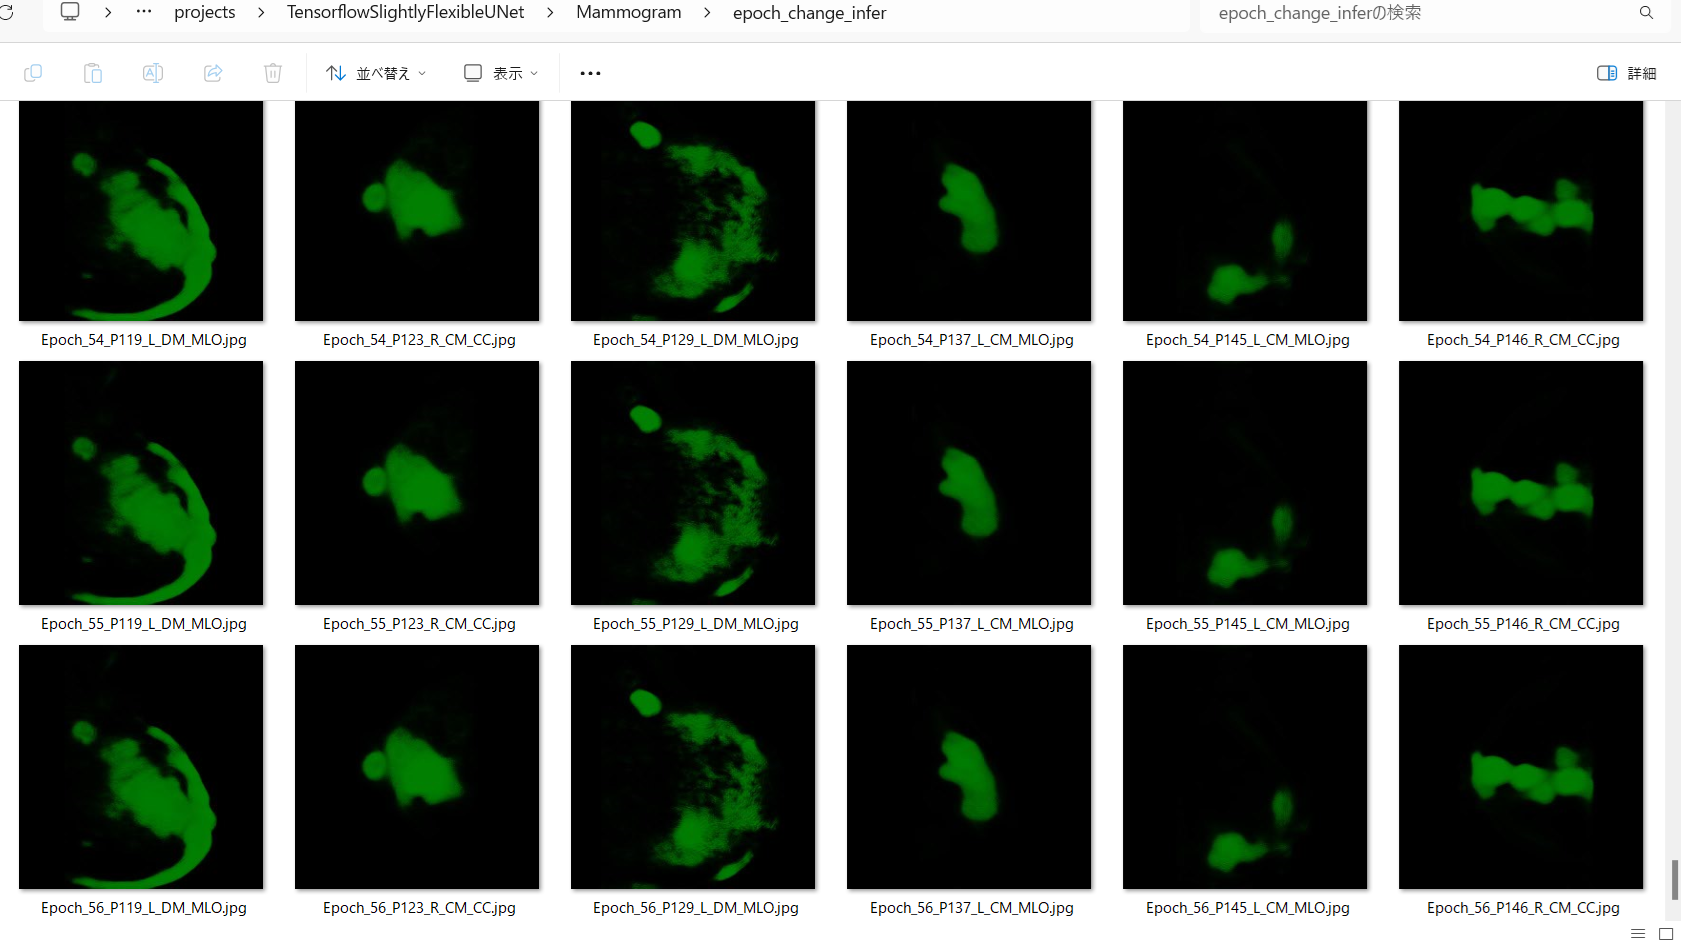 projects > TensorflowSlightlyFlexibleUNet > Mammogram > epoch_change_infer
epoch_change_inferの検索
並べ替え
表示
詳細
Epoch_54_P119_L_DM_MLO.jpg
Epoch_54_P123_R_CM_CC.jpg
Epoch_54_P129_L_DM_MLO.jpg
Epoch_54_P137_L_CM_MLO.jpg
Epoch_54_P145_L_CM_MLO.jpg
Epoch_54_P146_R_CM_CC.jpg
Epoch_55_P119_L_DM_MLO.jpg
Epoch_55_P123_R_CM_CC.jpg
Epoch_55_P129_L_DM_MLO.jpg
Epoch_55_P137_L_CM_MLO.jpg
Epoch_55_P145_L_CM_MLO.jpg
Epoch_55_P146_R_CM_CC.jpg
Epoch_56_P119_L_DM_MLO.jpg
Epoch_56_P123_R_CM_CC.jpg
Epoch_56_P129_L_DM_MLO.jpg
Epoch_56_P137_L_CM_MLO.jpg
Epoch_56_P145_L_CM_MLO.jpg
Epoch_56_P146_R_CM_CC.jpg